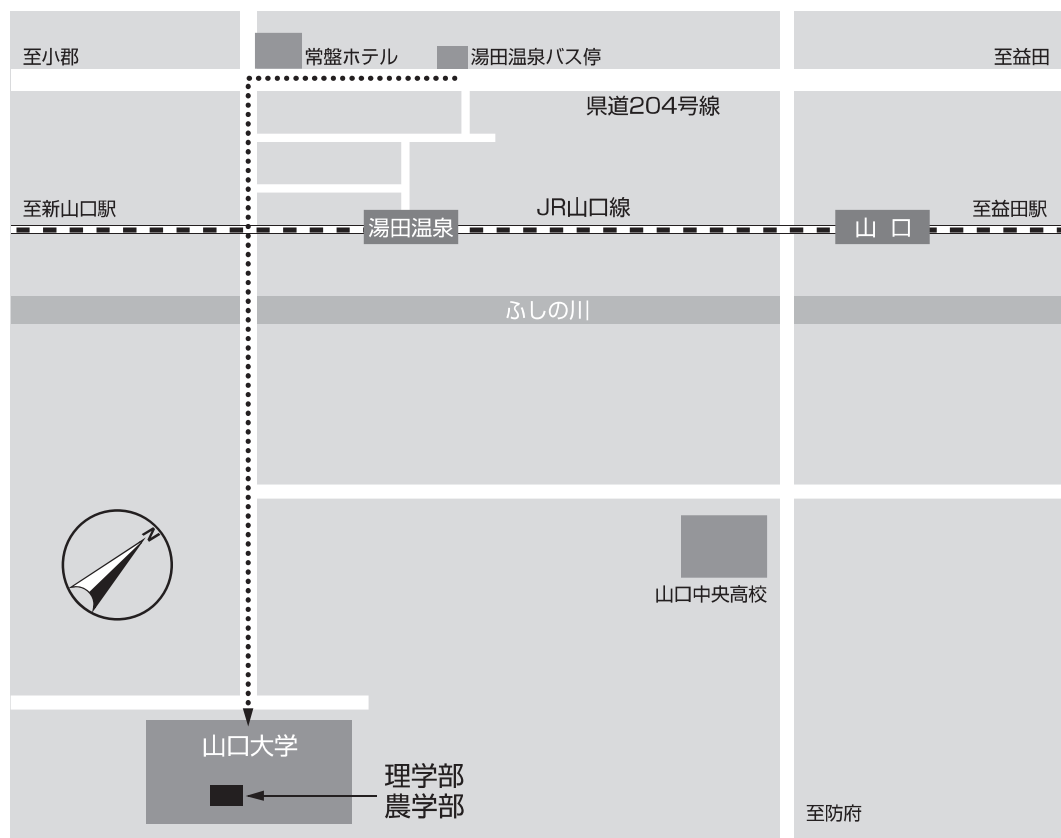 至小郡
常盤ホテル
湯田温泉バス停
至益田
県道204号線
至新山口駅
JR山口線
至益田駅
湯田温泉
山口
ふしの川
N
山口中央高校
山口大学
理学部
農学部
至防府